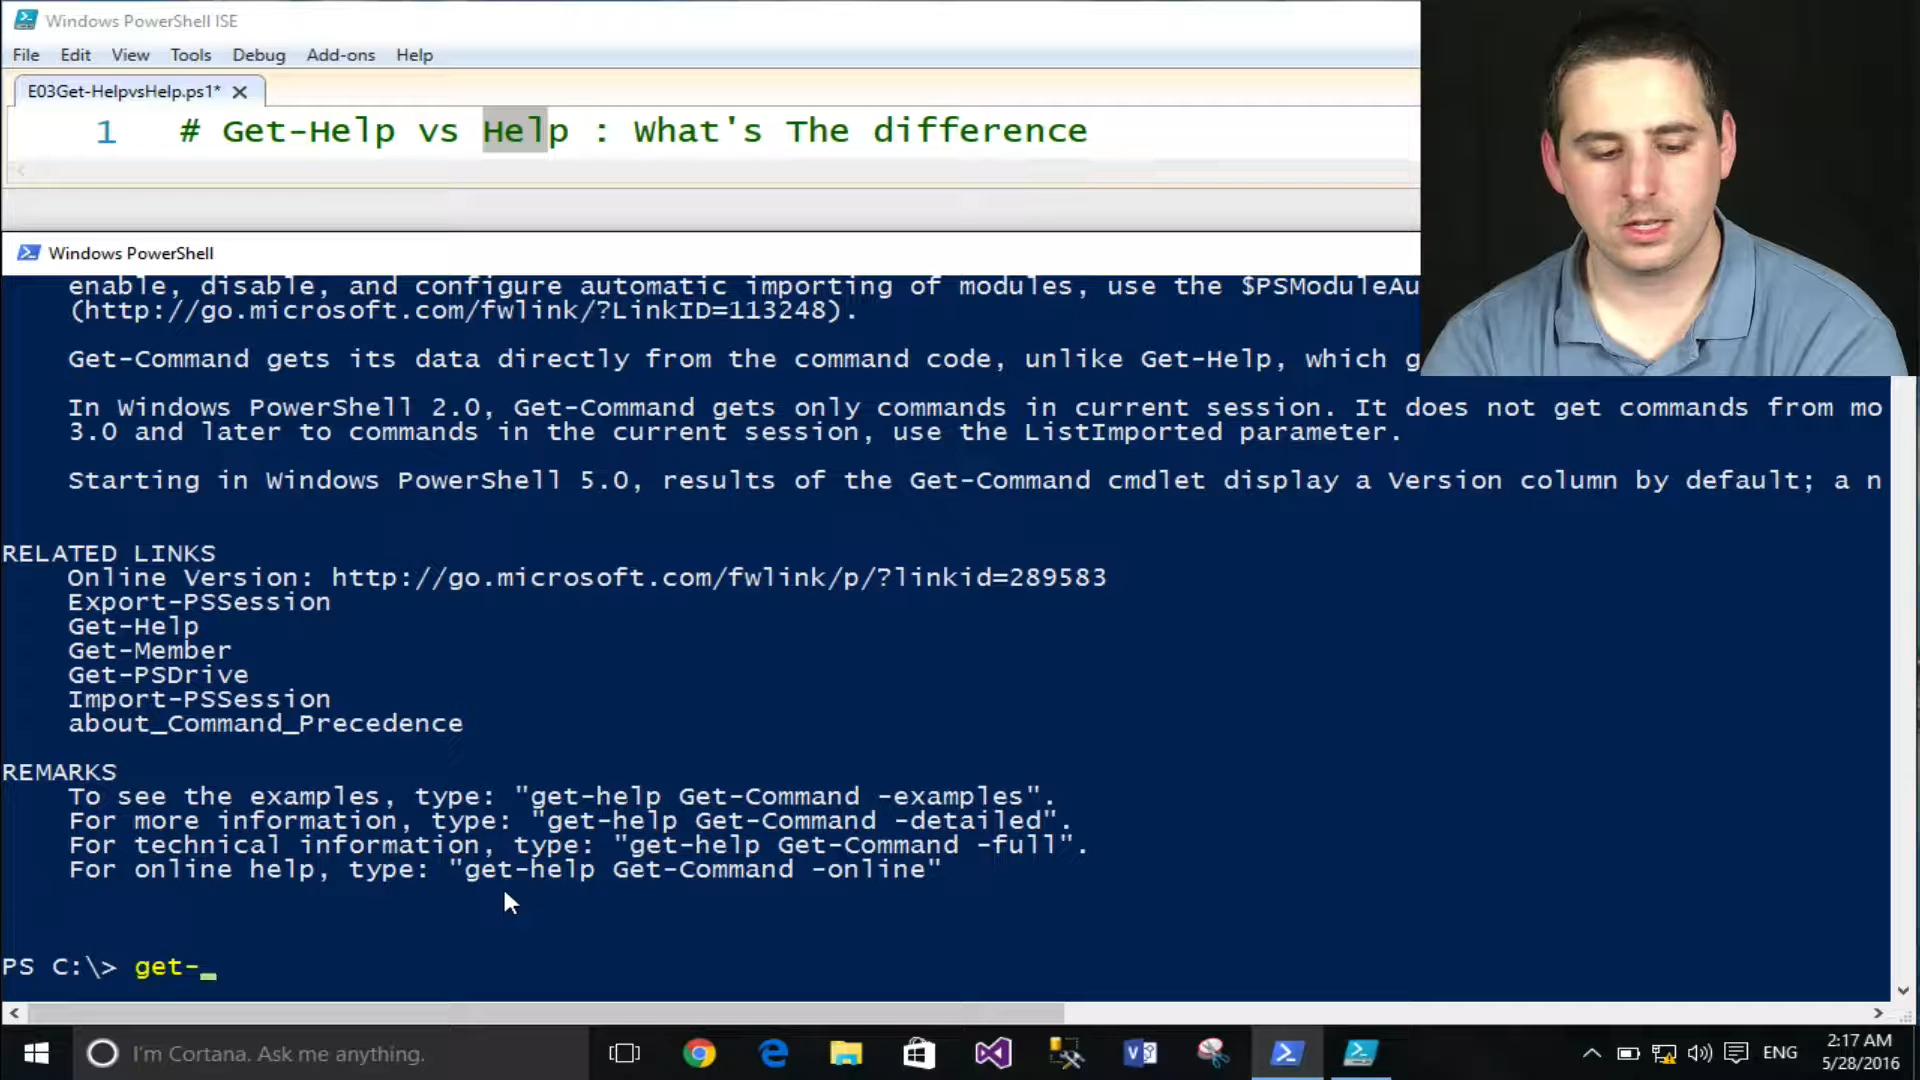 Windows PowerShell ISE
File Edit View Tools Debug Add-ons Help
E03Get-HelpvsHelp.ps1*
1 # Get-Help vs Help : What's The difference
Windows PowerShell
enable, disable, and configure automatic importing of modules, use the $PSModuleAu
(http://go.microsoft.com/fwlink/?LinkID=113248).
Get-Command gets its data directly from the command code, unlike Get-Help, which g
In Windows PowerShell 2.0, Get-Command gets only commands in current session. It does not get commands from mo
3.0 and later to commands in the current session, use the ListImported parameter.
Starting in Windows PowerShell 5.0, results of the Get-Command cmdlet display a Version column by default; a n
RELATED LINKS
Online Version: http://go.microsoft.com/fwlink/p/?linkid=289583
Export-PSSession
Get-Help
Get-Member
Get-PSDrive
Import-PSSession
about_Command_Precedence
REMARKS
To see the examples, type: "get-help Get-Command -examples".
For more information, type: "get-help Get-Command -detailed".
For technical information, type: "get-help Get-Command -full".
For online help, type: "get-help Get-Command -online"
PS C:\> get-_
I'm Cortana. Ask me anything.
ENG
2:17 AM
5/28/2016